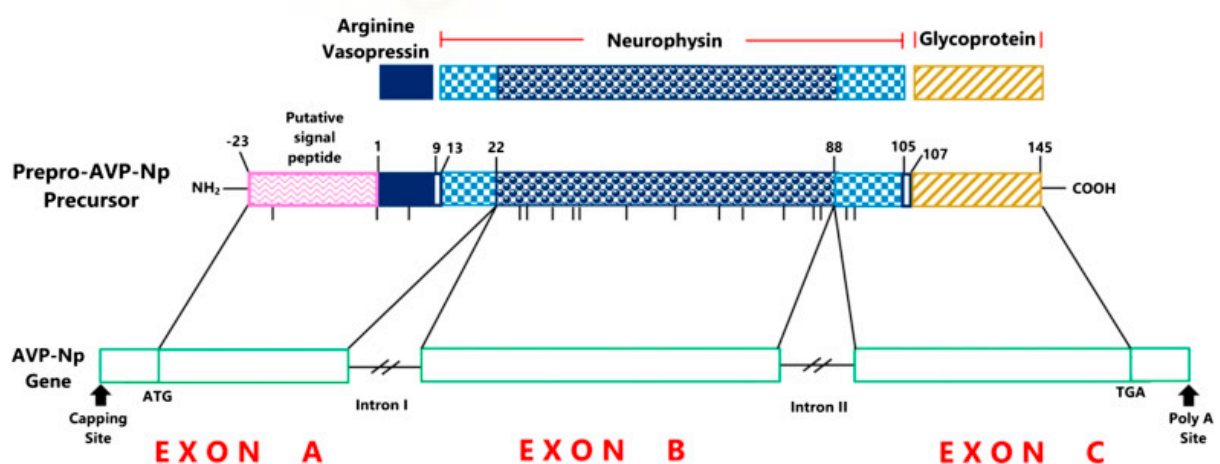 Arginine
Vasopressin
Neurophysin
Glycoprotein
Putative
signal
peptide
-23
1
9
13
22
88
105
107
145
Prepro-AVP-Np
Precursor
NH₂
COOH
AVP-Np
Gene
ATG
Intron I
Intron II
TGA
Capping
Site
Poly A
Site
EXON A
EXON B
EXON C